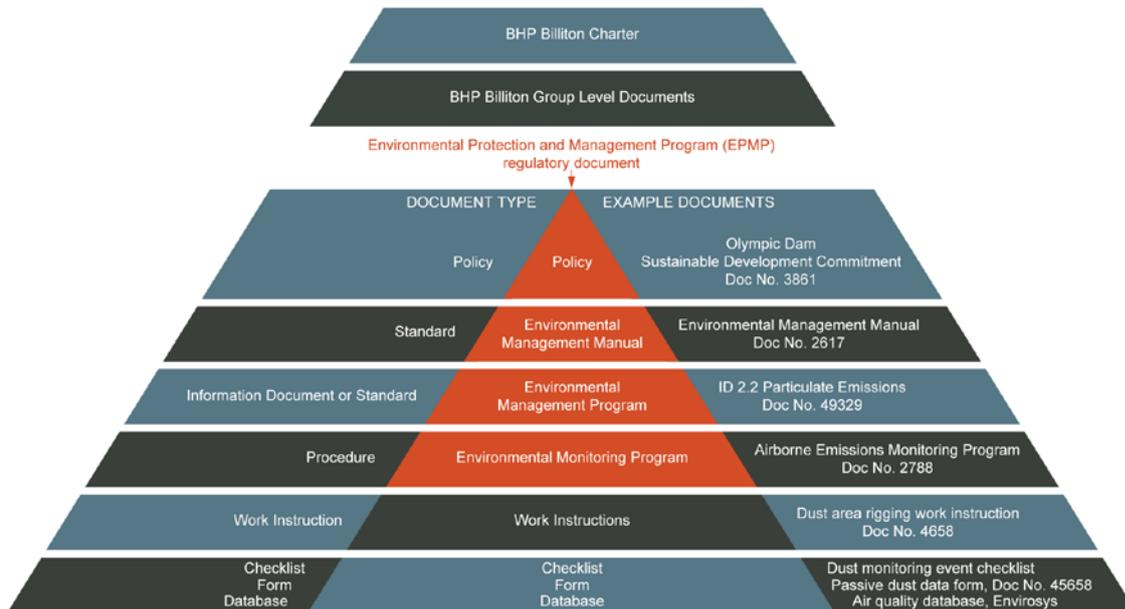 BHP Billiton Charter
BHP Billiton Group Level Documents
Environmental Protection and Management Program (EPMP)
regulatory document
DOCUMENT TYPE
EXAMPLE DOCUMENTS
Policy
Policy
Olympic Dam
Sustainable Development Commitment
Doc No. 3861
Standard
Environmental
Management Manual
Environmental Management Manual
Doc No. 2617
Information Document or Standard
Environmental
Management Program
ID 2.2 Particulate Emissions
Doc No. 49329
Procedure
Environmental Monitoring Program
Airborne Emissions Monitoring Program
Doc No. 2788
Work Instruction
Work Instructions
Dust area rigging work instruction
Doc No. 4658
Checklist
Form
Database
Checklist
Form
Database
Dust monitoring event checklist
Passive dust data form, Doc No. 45658
Air quality database, Envirosys